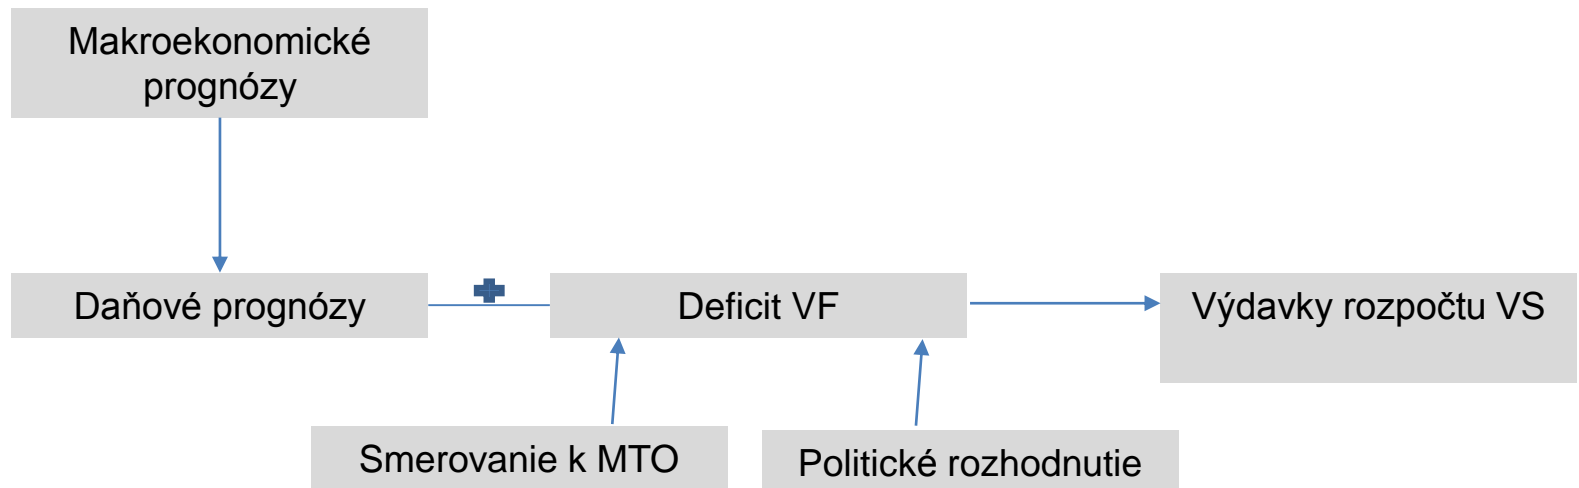 Makroekonomické
prognózy
Daňové prognózy
Deficit VF
Výdavky rozpočtu VS
Smerovanie k MTO
Politické rozhodnutie